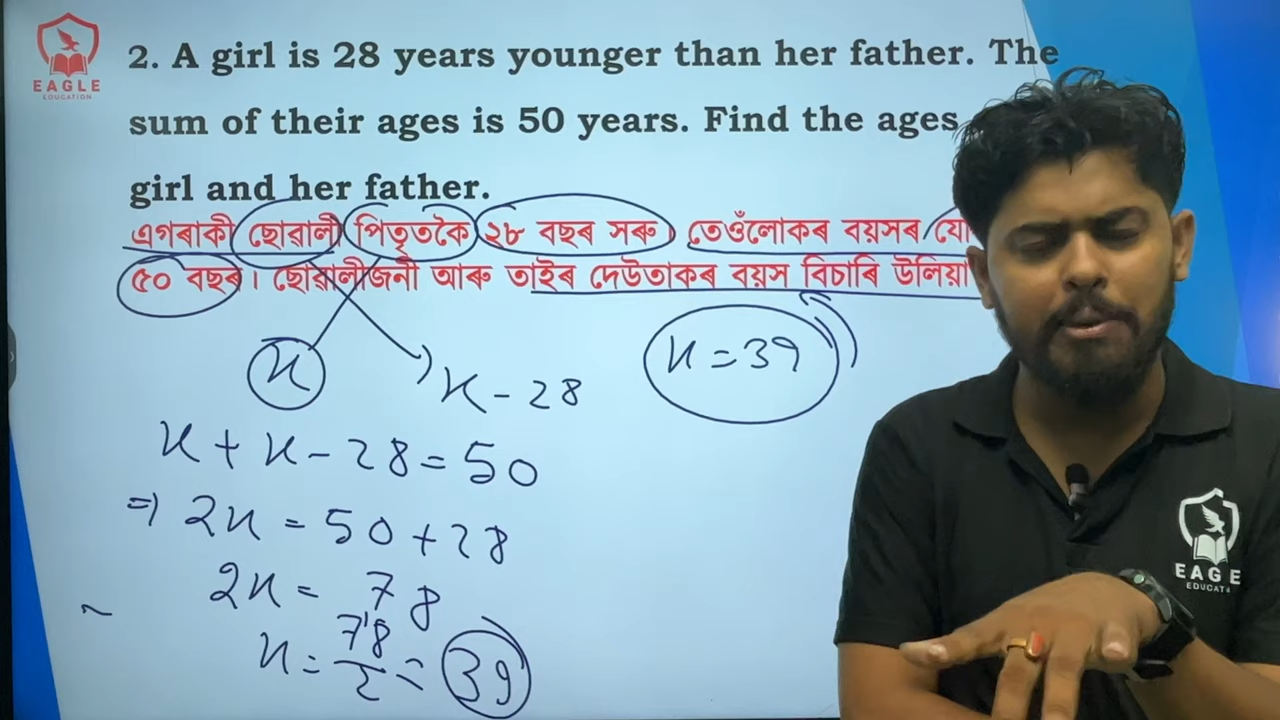 EAGLE
EDUCATION
2. A girl is 28 years younger than her father. The
sum of their ages is 50 years. Find the ages
girl and her father.
এগৰাকী ছোৱালী পিতৃতকৈ ২৮ বছৰ সৰু তেওঁলোকৰ বয়সৰ
৫০ বছৰ। ছোৱালীজনী আৰু তাইৰ দেউতাকৰ বয়স বিচাৰি উলিয়া
x
x - 28
x = 39
x + x - 28 = 50
⇒ 2x = 50 + 28
2x = 78
x = 78/2 = 39
EAGLE